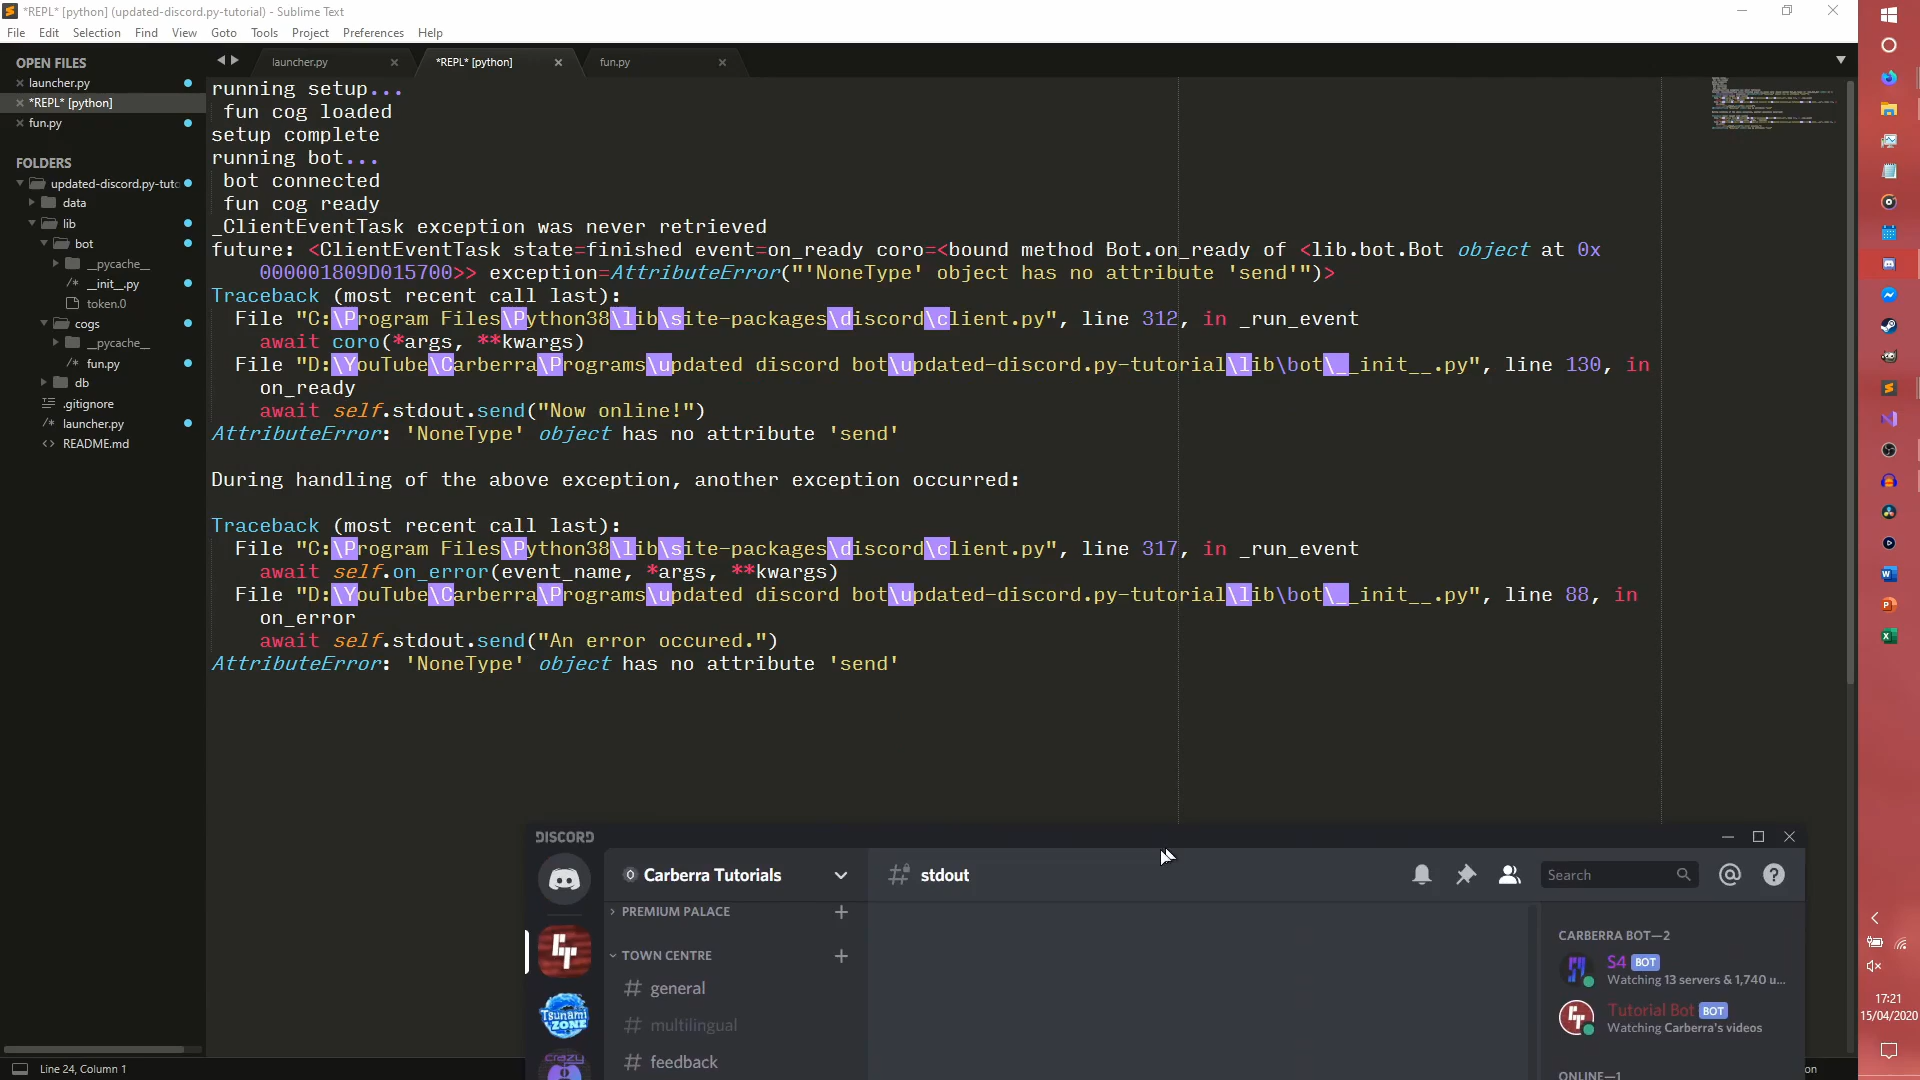 *REPL* [python] (updated-discord.py-tutorial) - Sublime Text
File Edit Selection Find View Goto Tools Project Preferences Help
OPEN FILES
launcher.py
*REPL* [python]
fun.py
FOLDERS
updated-discord.py-tuto
data
lib
bot
__pycache__
/* __init__.py
token.0
cogs
__pycache__
/* fun.py
db
.gitignore
/* launcher.py
<> README.md
launcher.py
*REPL* [python]
fun.py
running setup...
fun cog loaded
setup complete
running bot...
bot connected
fun cog ready
_ClientEventTask exception was never retrieved
future: <ClientEventTask state=finished event=on_ready coro=<bound method Bot.on_ready of <lib.bot.Bot object at 0x
000001809D015700>> exception=AttributeError("'NoneType' object has no attribute 'send'")>
Traceback (most recent call last):
File "C:\Program Files\Python38\lib\site-packages\discord\client.py", line 312, in _run_event
await coro(*args, **kwargs)
File "D:\YouTube\Carberra\Programs\updated discord bot\updated-discord.py-tutorial\lib\bot\__init__.py", line 130, in
on_ready
await self.stdout.send("Now online!")
AttributeError: 'NoneType' object has no attribute 'send'
During handling of the above exception, another exception occurred:
Traceback (most recent call last):
File "C:\Program Files\Python38\lib\site-packages\discord\client.py", line 317, in _run_event
await self.on_error(event_name, *args, **kwargs)
File "D:\YouTube\Carberra\Programs\updated discord bot\updated-discord.py-tutorial\lib\bot\__init__.py", line 88, in
on_error
await self.stdout.send("An error occured.")
AttributeError: 'NoneType' object has no attribute 'send'
DISCORD
Carberra Tutorials
PREMIUM PALACE
TOWN CENTRE
general
multilingual
feedback
Tsunami
ZONE
crazy
# stdout
Search
CARBERRA BOT—2
S4 BOT
Watching 13 servers & 1,740 u...
Tutorial Bot BOT
Watching Carberra's videos
ONLINE—1
17:21
15/04/2020
Line 24, Column 1